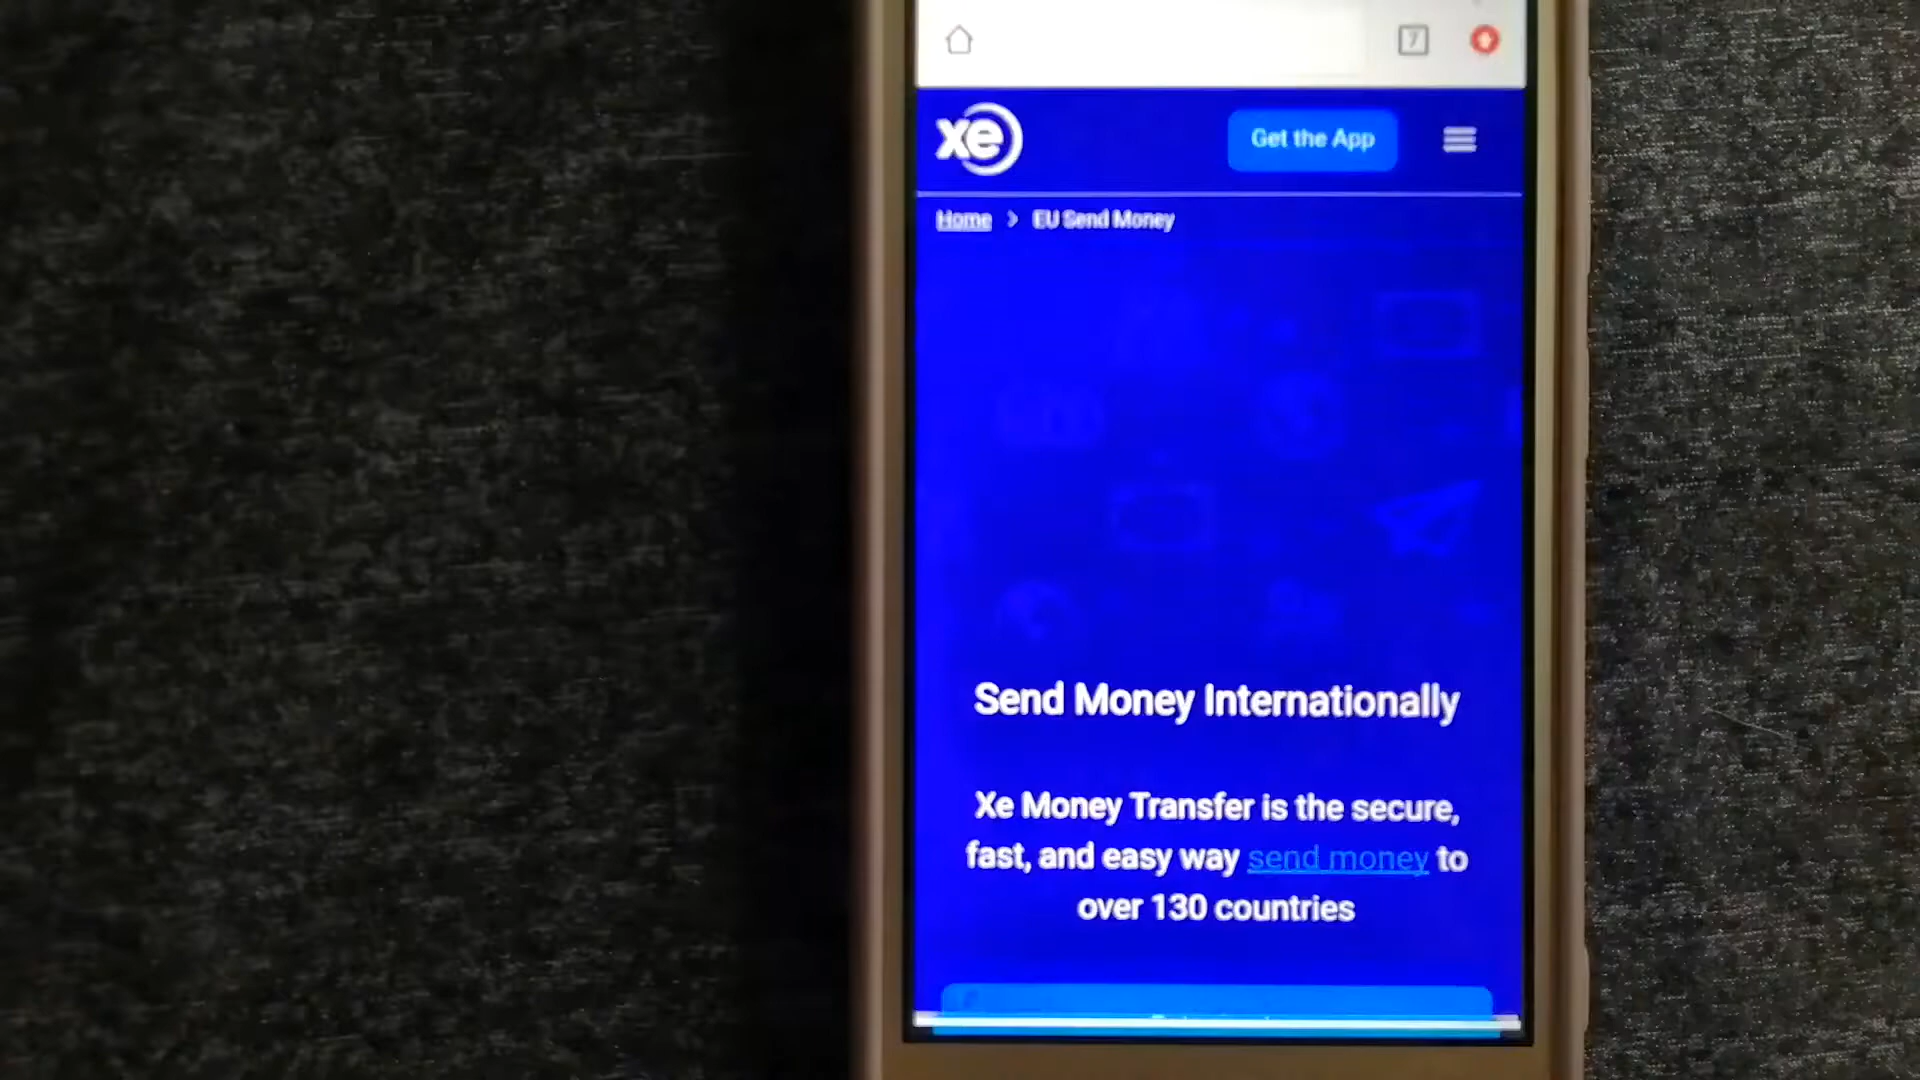 7
xe
Get the App
Home > EU Send Money
Send Money Internationally
Xe Money Transfer is the secure,
fast, and easy way send money to
over 130 countries